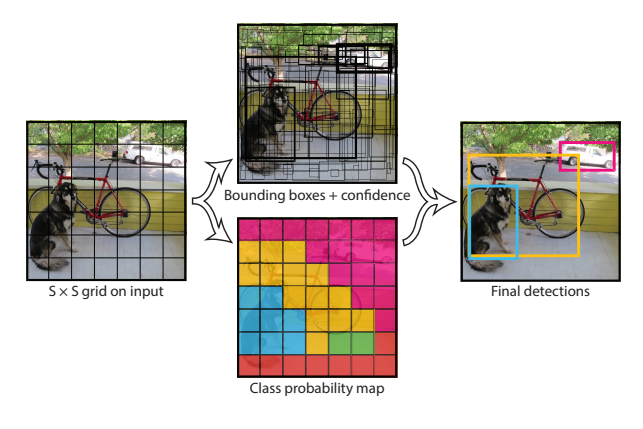 Bounding boxes + confidence
S × S grid on input
Final detections
Class probability map